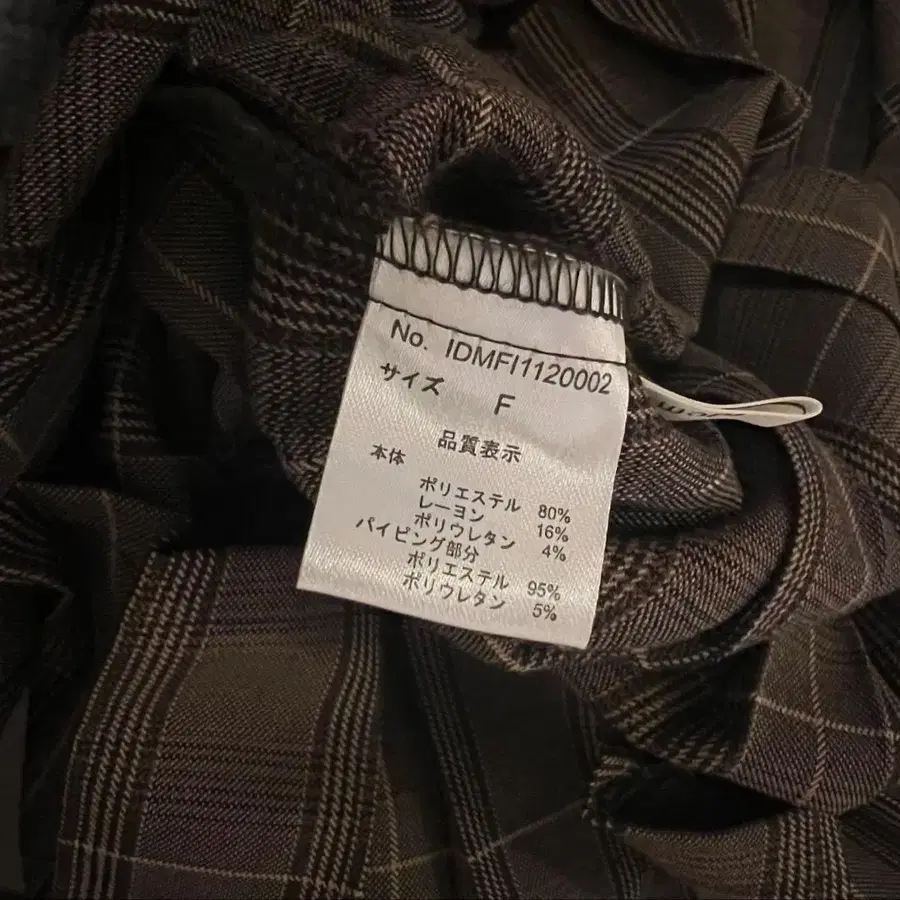 No. IDMFI1120002
サイズ F
品質表示
本体
ポリエステル 80%
レーヨン 16%
ポリウレタン 4%
パイピング部分
ポリエステル 95%
ポリウレタン 5%